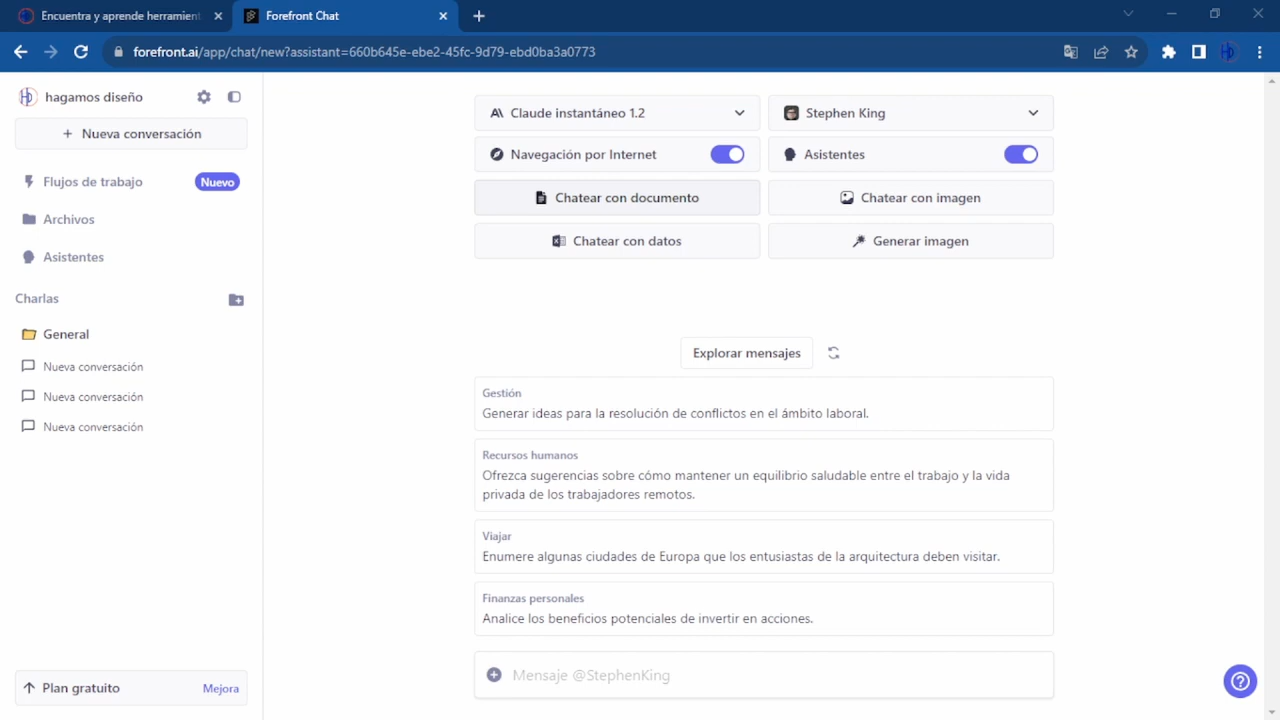 Encuentra y aprende herramient
Forefront Chat
forefront.ai/app/chat/new?assistant=660b645e-ebe2-45fc-9d79-ebd0ba3a0773
hagamos diseño
+ Nueva conversación
Flujos de trabajo
Nuevo
Archivos
Asistentes
Charlas
General
Nueva conversación
Nueva conversación
Nueva conversación
Plan gratuito
Mejora
Claude instantáneo 1.2
Stephen King
Navegación por Internet
Asistentes
Chatear con documento
Chatear con imagen
Chatear con datos
Generar imagen
Explorar mensajes
Gestión
Generar ideas para la resolución de conflictos en el ámbito laboral.
Recursos humanos
Ofrezca sugerencias sobre cómo mantener un equilibrio saludable entre el trabajo y la vida
privada de los trabajadores remotos.
Viajar
Enumere algunas ciudades de Europa que los entusiastas de la arquitectura deben visitar.
Finanzas personales
Analice los beneficios potenciales de invertir en acciones.
Mensaje @StephenKing